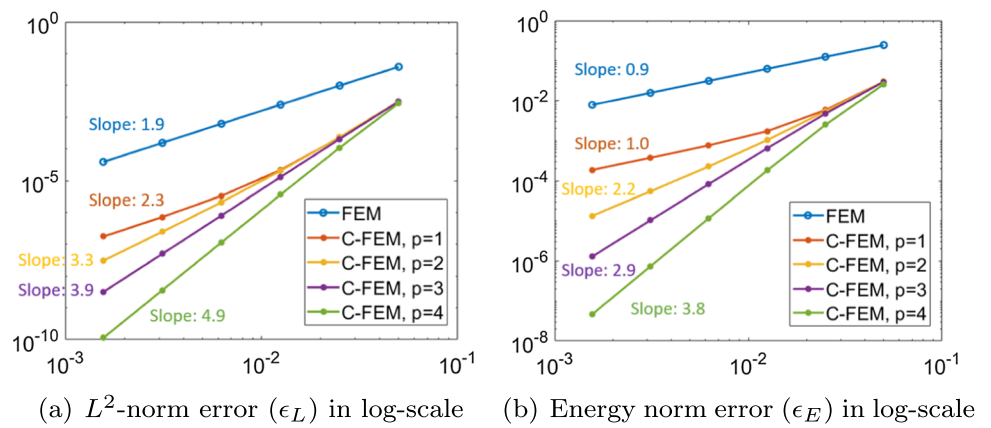 10^0
Slope: 1.9
10^-5
Slope: 2.3
Slope: 3.3
Slope: 3.9
Slope: 4.9
FEM
C-FEM, p=1
C-FEM, p=2
C-FEM, p=3
C-FEM, p=4
10^-10
10^-3
10^-2
10^-1
(a) L²-norm error (ϵ_L) in log-scale
10^0
Slope: 0.9
10^-2
Slope: 1.0
10^-4
Slope: 2.2
10^-6
Slope: 2.9
Slope: 3.8
FEM
C-FEM, p=1
C-FEM, p=2
C-FEM, p=3
C-FEM, p=4
10^-8
10^-3
10^-2
10^-1
(b) Energy norm error (ϵ_E) in log-scale